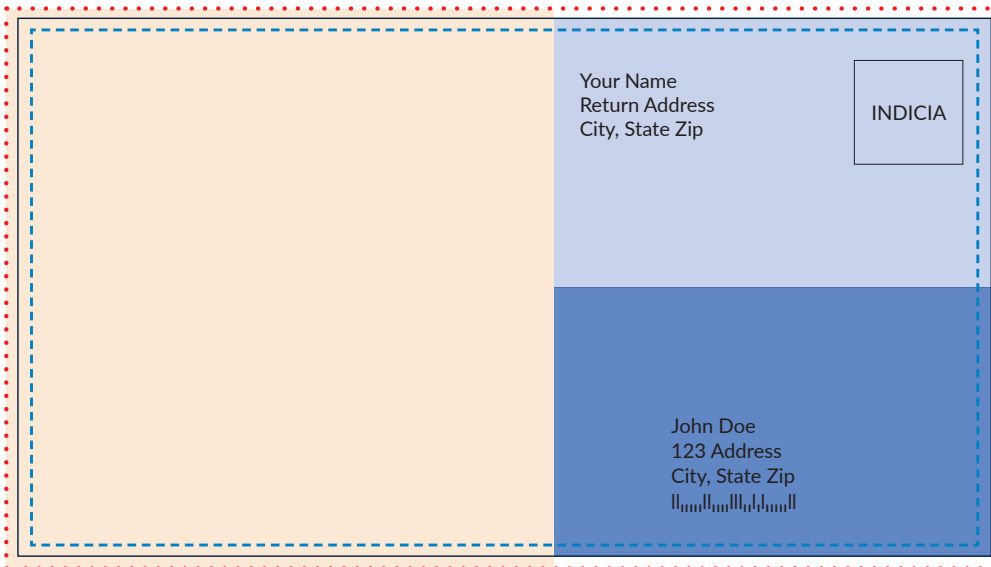 Your Name
Return Address
City, State Zip
INDICIA
John Doe
123 Address
City, State Zip